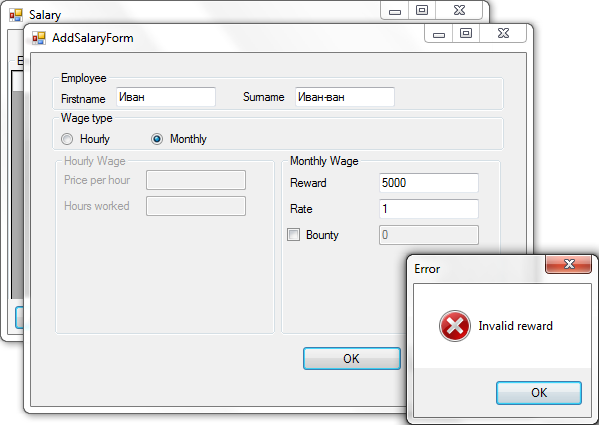 Salary
AddSalaryForm
Employee
Firstname Иван Surname Иван-ван
Wage type
Hourly Monthly
Hourly Wage
Price per hour
Hours worked
Monthly Wage
Reward 5000
Rate 1
Bounty 0
OK
Error
Invalid reward
OK